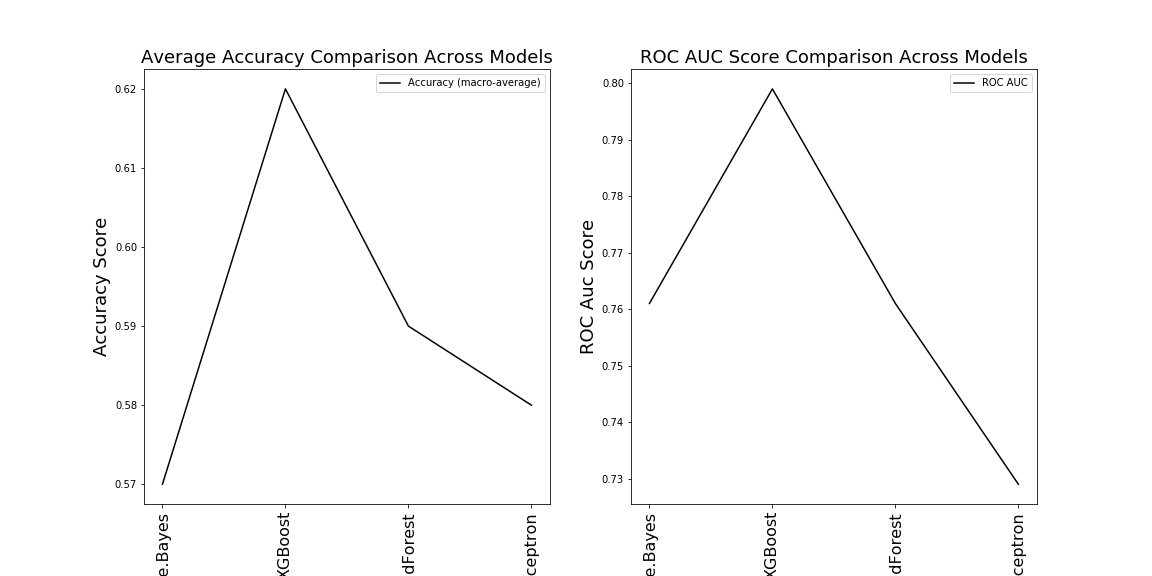 Average Accuracy Comparison Across Models
Accuracy (macro-average)
0.62
0.61
0.60
0.59
0.58
0.57
Accuracy Score
e.Bayes
XGBoost
dForest
ceptron
ROC AUC Score Comparison Across Models
ROC AUC
0.80
0.79
0.78
0.77
0.76
0.75
0.74
0.73
ROC Auc Score
e.Bayes
XGBoost
dForest
ceptron